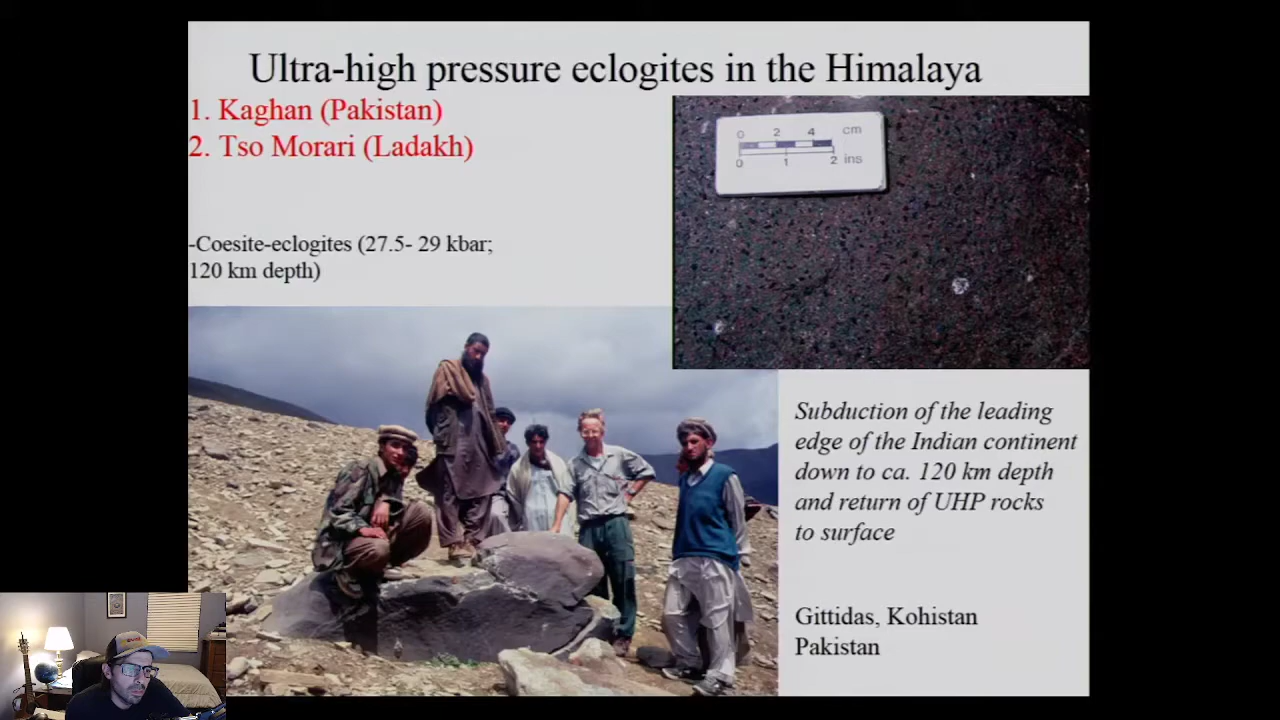 Ultra-high pressure eclogites in the Himalaya
1. Kaghan (Pakistan)
2. Tso Morari (Ladakh)
0 2 4 cm
0 1 2 ins
-Coesite-eclogites (27.5- 29 kbar;
120 km depth)
Subduction of the leading
edge of the Indian continent
down to ca. 120 km depth
and return of UHP rocks
to surface
Gittidas, Kohistan
Pakistan